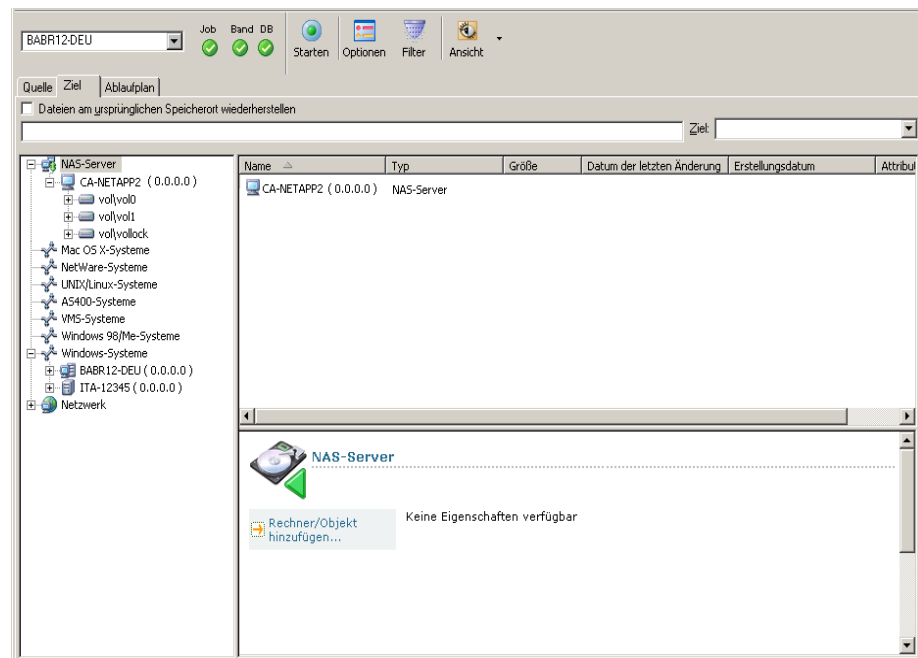 BABR12-DEU
Job Band DB
Starten Optionen Filter Ansicht
Quelle Ziel Ablaufplan
Dateien am ursprünglichen Speicherort wiederherstellen
Ziel:
NAS-Server
CA-NETAPP2 (0.0.0.0)
vol\vol0
vol\vol1
vol\vollock
Mac OS X-Systeme
NetWare-Systeme
UNIX/Linux-Systeme
AS400-Systeme
VMS-Systeme
Windows 98/Me-Systeme
Windows-Systeme
BABR12-DEU (0.0.0.0)
ITA-12345 (0.0.0.0)
Netzwerk
Name Typ Größe Datum der letzten Änderung Erstellungsdatum Attribut
CA-NETAPP2 (0.0.0.0) NAS-Server
NAS-Server
Rechner/Objekt hinzufügen...
Keine Eigenschaften verfügbar